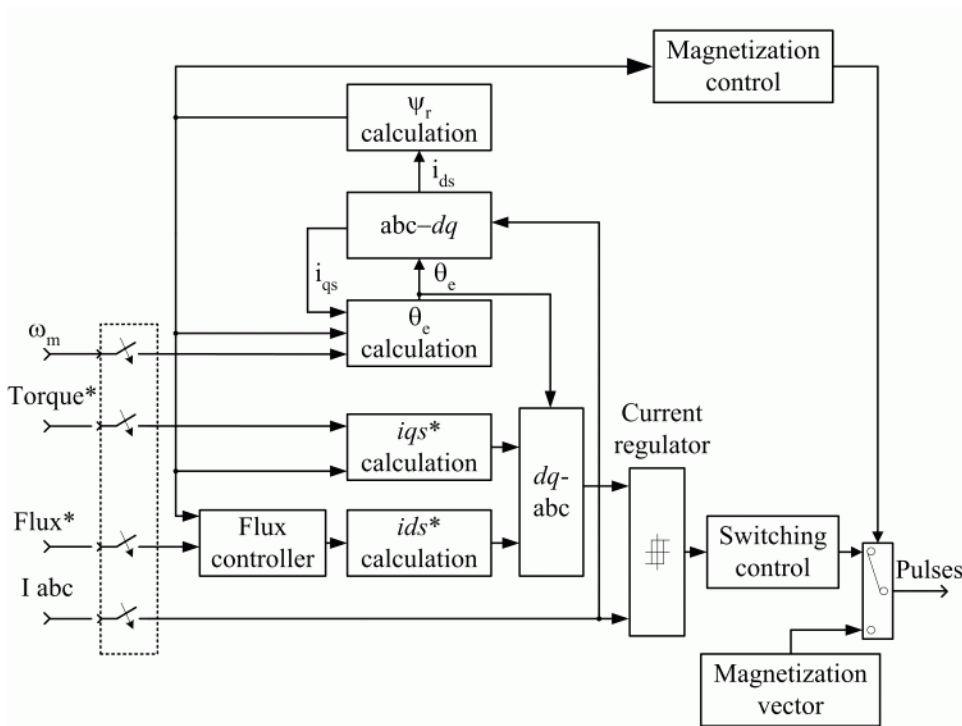 Magnetization
control
ψr
calculation
ids
abc–dq
iqs
θe
θe
calculation
ωm
Torque*
iqs*
calculation
Current
regulator
dq-
abc
Flux*
Flux
controller
ids*
calculation
Switching
control
Pulses
I abc
Magnetization
vector